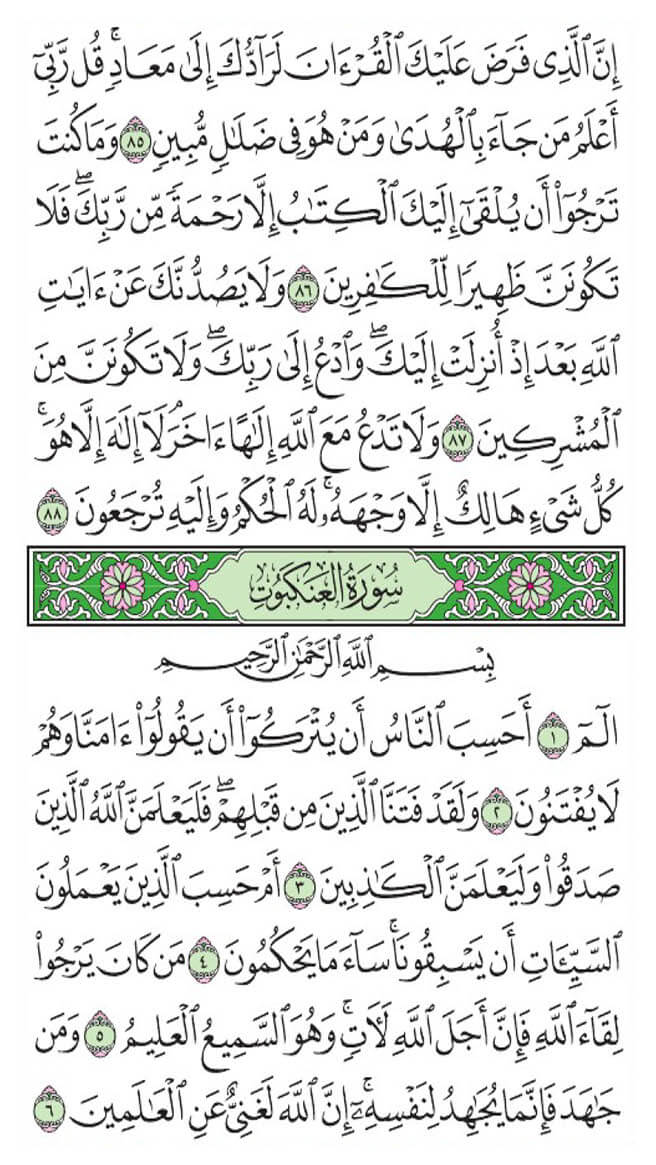 إِنَّ ٱلَّذِى فَرَضَ عَلَيْكَ ٱلْقُرْءَانَ لَرَآدُّكَ إِلَىٰ مَعَادٍۢ ۚ قُل رَّبِّىٓ
أَعْلَمُ مَن جَآءَ بِٱلْهُدَىٰ وَمَنْ هُوَ فِى ضَلَـٰلٍۢ مُّبِينٍۢ ٨٥ وَمَا كُنتَ
تَرْجُوٓا۟ أَن يُلْقَىٰٓ إِلَيْكَ ٱلْكِتَـٰبُ إِلَّا رَحْمَةًۭ مِّن رَّبِّكَ ۖ فَلَا
تَكُونَنَّ ظَهِيرًۭا لِّلْكَـٰفِرِينَ ٨٦ وَلَا يَصُدُّنَّكَ عَنْ ءَايَـٰتِ
ٱللَّهِ بَعْدَ إِذْ أُنزِلَتْ إِلَيْكَ ۖ وَٱدْعُ إِلَىٰ رَبِّكَ ۖ وَلَا تَكُونَنَّ مِنَ
ٱلْمُشْرِكِينَ ٨٧ وَلَا تَدْعُ مَعَ ٱللَّهِ إِلَـٰهًا ءَاخَرَ ۘ لَآ إِلَـٰهَ إِلَّا هُوَ ۚ
كُلُّ شَىْءٍ هَالِكٌ إِلَّا وَجْهَهُۥ ۚ لَهُ ٱلْحُكْمُ وَإِلَيْهِ تُرْجَعُونَ ٨٨
سُورَةُ العَنكَبُوتِ
بِسْمِ ٱللَّهِ ٱلرَّحْمَـٰنِ ٱلرَّحِيمِ
الٓمٓ ١ أَحَسِبَ ٱلنَّاسُ أَن يُتْرَكُوٓا۟ أَن يَقُولُوٓا۟ ءَامَنَّا وَهُمْ
لَا يُفْتَنُونَ ٢ وَلَقَدْ فَتَنَّا ٱلَّذِينَ مِن قَبْلِهِمْ ۖ فَلَيَعْلَمَنَّ ٱللَّهُ ٱلَّذِينَ
صَدَقُوا۟ وَلَيَعْلَمَنَّ ٱلْكَـٰذِبِينَ ٣ أَمْ حَسِبَ ٱلَّذِينَ يَعْمَلُونَ
ٱلسَّيِّـَٔاتِ أَن يَسْبِقُونَا ۚ سَآءَ مَا يَحْكُمُونَ ٤ مَن كَانَ يَرْجُوا۟
لِقَآءَ ٱللَّهِ فَإِنَّ أَجَلَ ٱللَّهِ لَـَٔاتٍۢ ۚ وَهُوَ ٱلسَّمِيعُ ٱلْعَلِيمُ ٥ وَمَن
جَـٰهَدَ فَإِنَّمَا يُجَـٰهِدُ لِنَفْسِهِۦٓ ۚ إِنَّ ٱللَّهَ لَغَنِىٌّ عَنِ ٱلْعَـٰلَمِينَ ٦